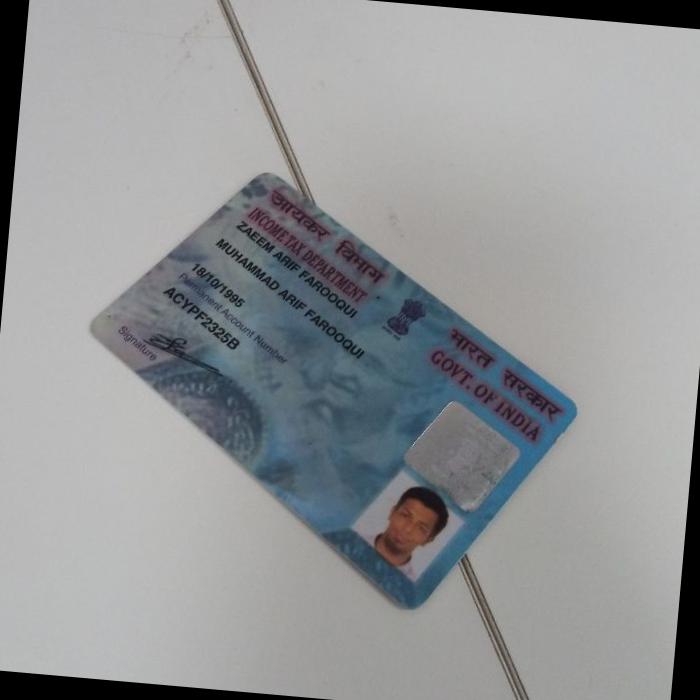 आयकर विभाग
INCOME TAX DEPARTMENT
ZAEEM ARIF FAROOQUI
MUHAMMAD ARIF FAROOQUI
18/10/1995
Permanent Account Number
ACYPF2325B
Signature
भारत सरकार
GOVT. OF INDIA